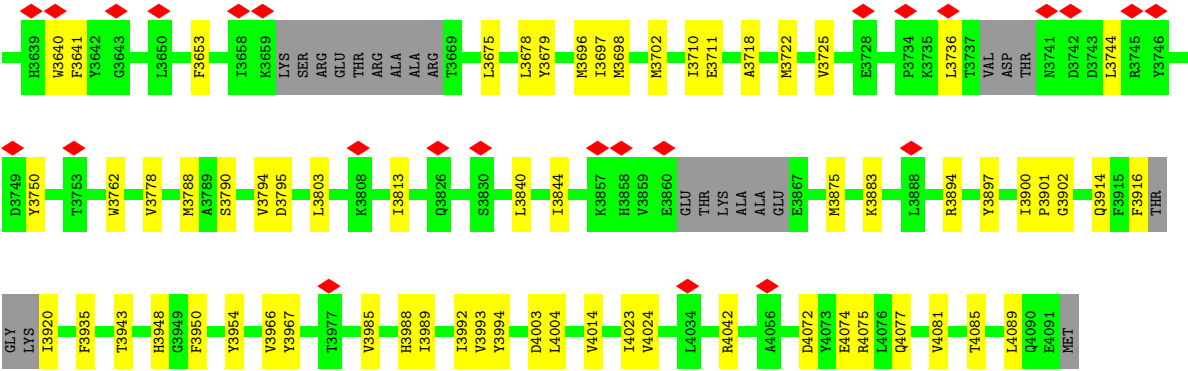 H3639 W3640 F3641 Y3642 G3643 L3650 F3653 I3658 K3659 LYS SER ARG GLU THR ARG ALA ALA ARG T3669 L3675 L3678 Y3679 M3696 I3697 M3698 M3702 I3710 E3711 A3718 M3722 V3725 E3728 P3734 K3735 L3736 T3737 VAL ASP THR N3741 D3742 D3743 L3744 R3745 Y3746
D3749 Y3750 T3753 W3762 V3778 M3788 A3789 S3790 V3794 D3795 L3803 K3808 I3813 Q3826 S3830 L3840 I3844 K3857 H3858 V3859 E3860 GLU THR LYS ALA ALA GLU E3867 M3875 K3883 L3888 R3894 Y3897 I3900 P3901 G3902 Q3914 F3915 F3916 THR
GLY LYS I3920 F3935 T3943 H3948 G3949 F3950 Y3954 V3966 Y3967 T3977 V3985 H3988 I3989 I3992 V3993 Y3994 D4003 L4004 V4014 I4023 V4024 L4034 R4042 A4056 D4072 Y4073 E4074 R4075 L4076 Q4077 V4081 T4085 L4089 Q4090 E4091 MET